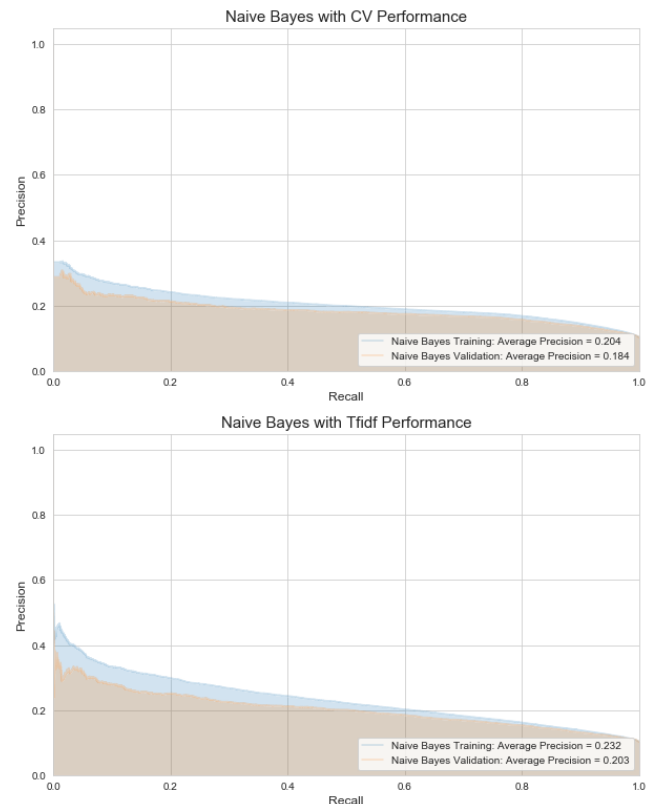 Naive Bayes with CV Performance
1.0
0.8
0.6
0.4
0.2
0.0
Precision
Naive Bayes Training: Average Precision = 0.204
Naive Bayes Validation: Average Precision = 0.184
0.0 0.2 0.4 0.6 0.8 1.0
Recall
Naive Bayes with Tfidf Performance
1.0
0.8
0.6
0.4
0.2
0.0
Precision
Naive Bayes Training: Average Precision = 0.232
Naive Bayes Validation: Average Precision = 0.203
0.0 0.2 0.4 0.6 0.8 1.0
Recall